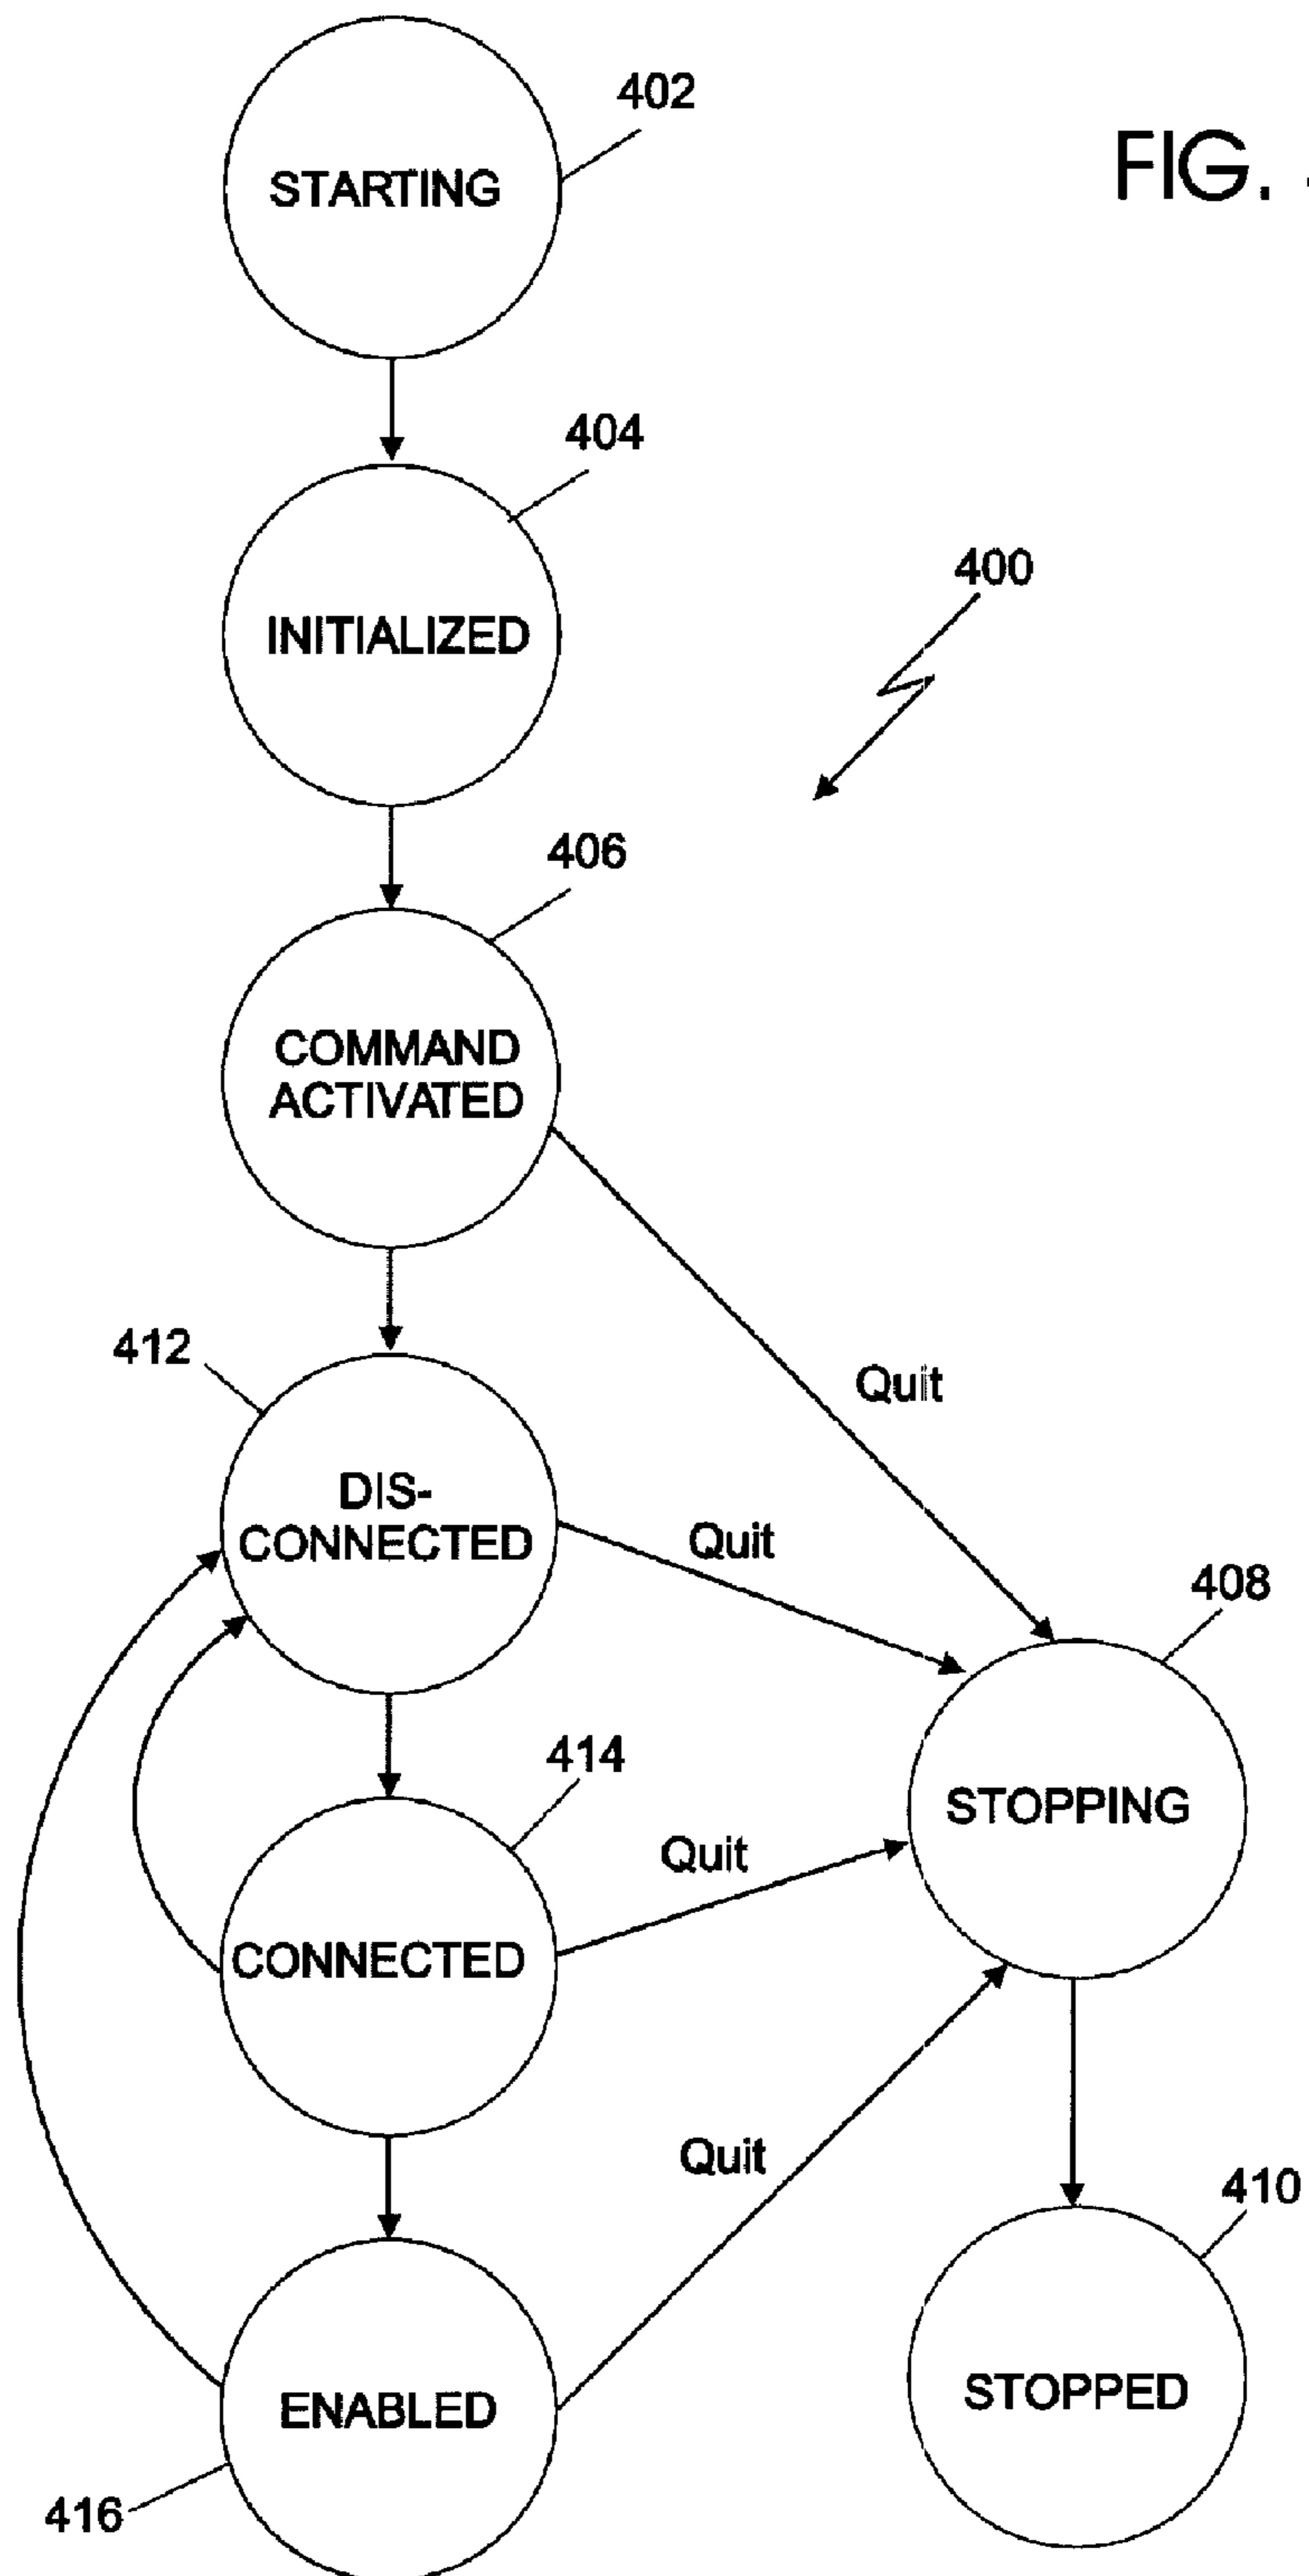 402
FIG.
STARTING
404
400
INITIALIZED
406
COMMAND
ACTIVATED
412
Quit
DIS-
CONNECTED
Quit
408
414
STOPPING
Quit
CONNECTED
Quit
410
ENABLED
STOPPED
416